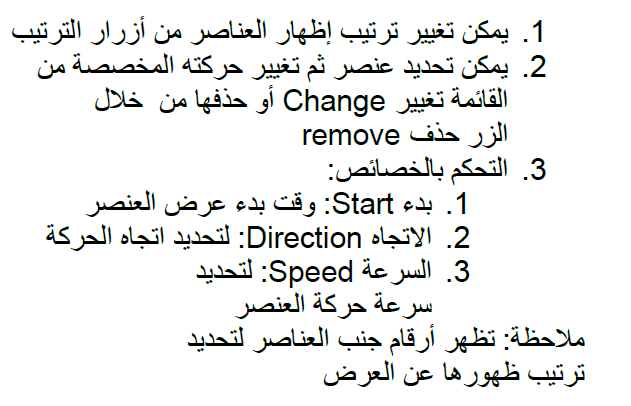 1. يمكن تغيير ترتيب إظهار العناصر من أزرار الترتيب
2. يمكن تحديد عنصر ثم تغيير حركته المخصصة من
القائمة تغيير Change أو حذفها من خلال
الزر حذف remove
3. التحكم بالخصائص:
1. بدء Start: وقت بدء عرض العنصر
2. الاتجاه Direction: لتحديد اتجاه الحركة
3. السرعة Speed: لتحديد
سرعة حركة العنصر
ملاحظة: تظهر أرقام جنب العناصر لتحديد
ترتيب ظهورها عن العرض